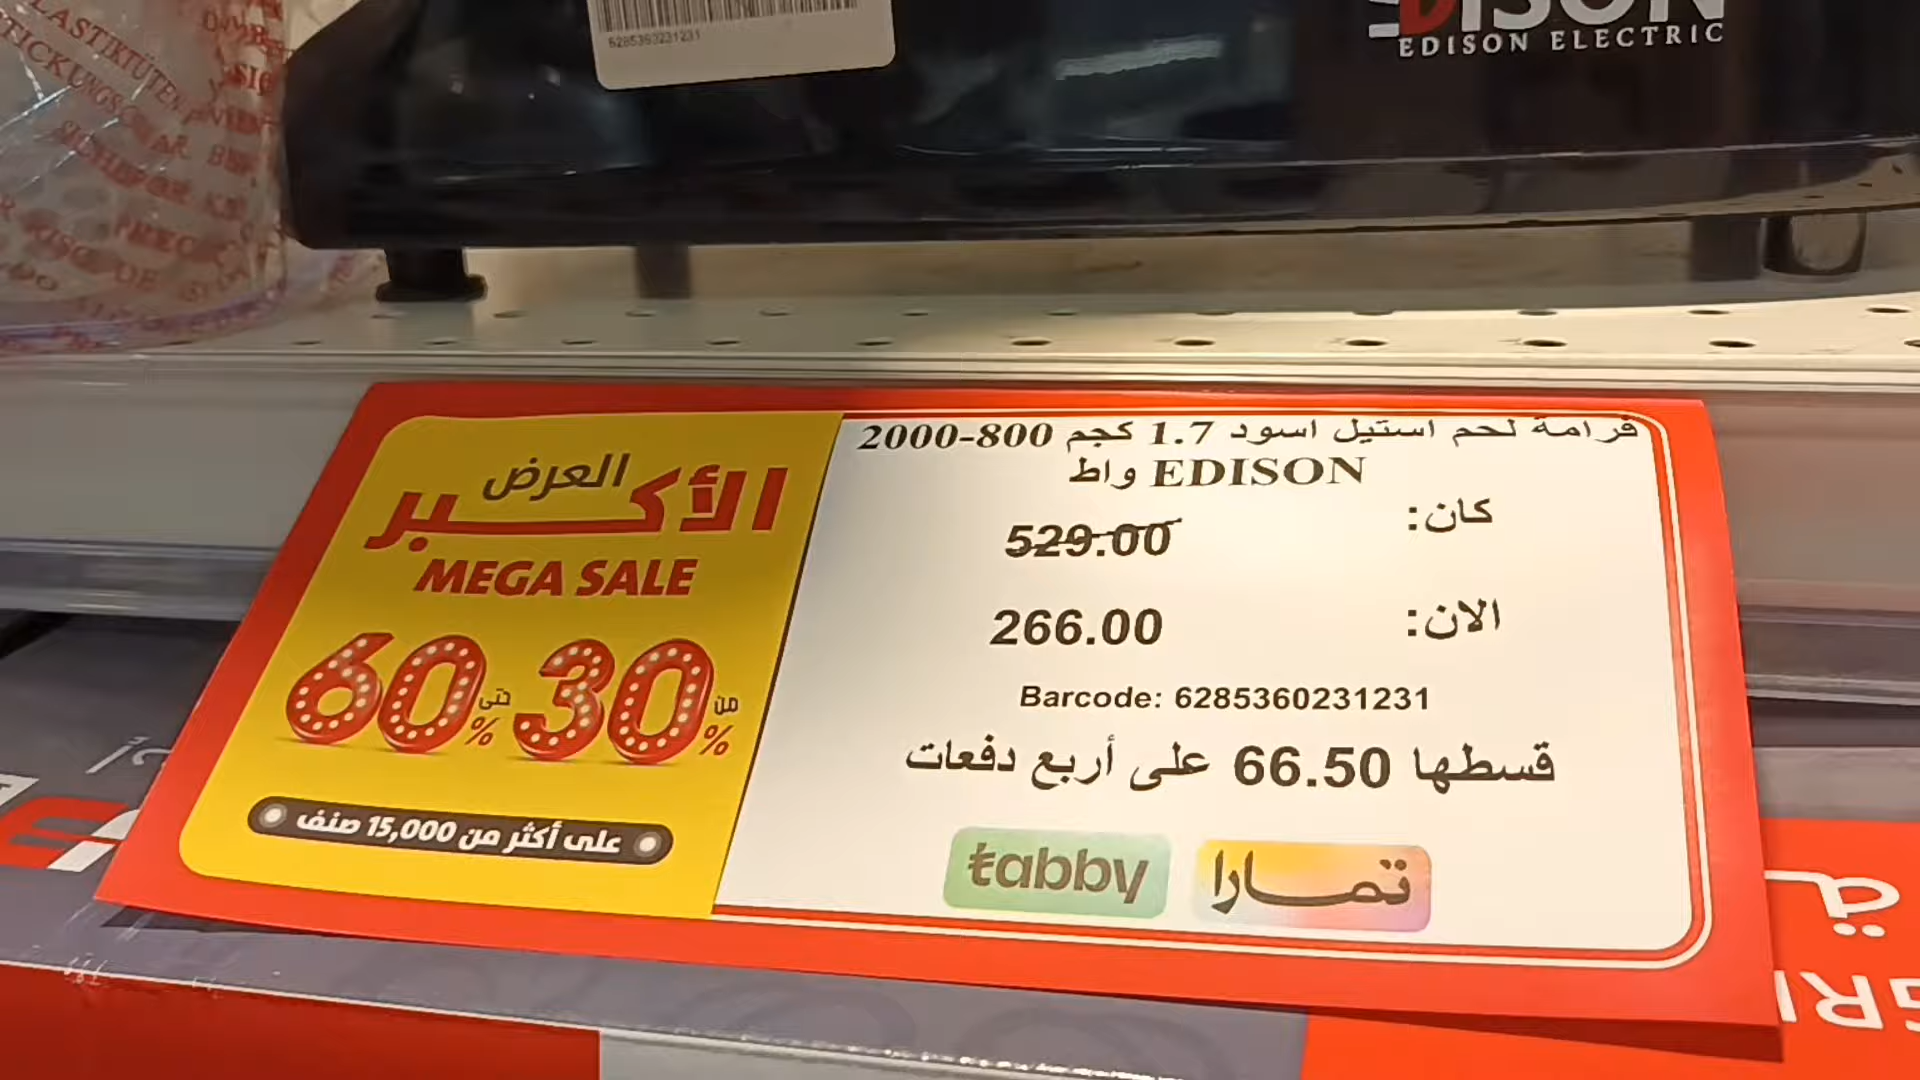 6285360231231
EDISON
EDISON ELECTRIC
العرض
الأكبر
MEGA SALE
من 30% حتى 60%
على أكثر من 15,000 صنف
فرامة لحم استيل اسود 1.7 كجم 800-2000
واط EDISON
كان: 529.00
الان: 266.00
Barcode: 6285360231231
قسطها 66.50 على أربع دفعات
tabby تمارا